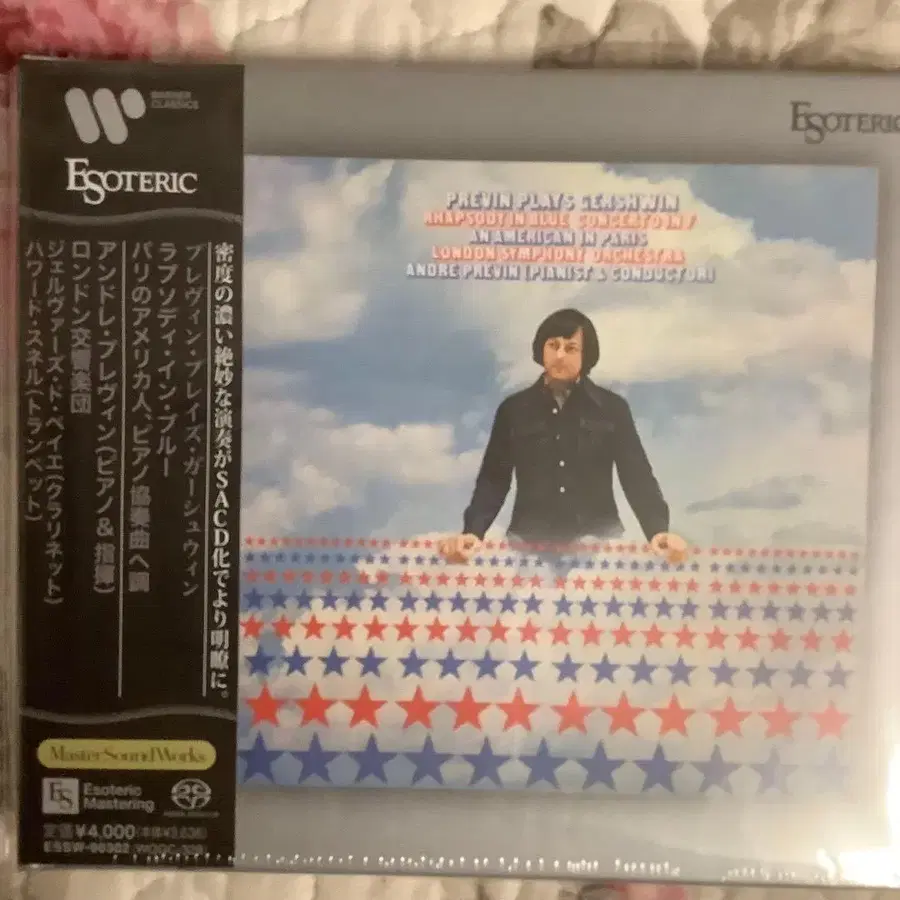 WARNER
CLASSICS
ESOTERIC
密度の濃い絶妙な演奏がSACD化でより明瞭に。
プレヴィン・プレイズ・ガーシュウィン
ラプソディ・イン・ブルー
パリのアメリカ人、ピアノ協奏曲ヘ調
アンドレ・プレヴィン(ピアノ&指揮)
ロンドン交響楽団
ジェルヴァーズ・ド・ペイエ(クラリネット)
ハワード・スネル(トランペット)
MasterSoundWorks
ES
Esoteric
Mastering
定価¥4,000(本体¥3,636)
ESSW-90302
ESOTERIC
PREVIN PLAYS GERSHWIN
RHAPSODY IN BLUE CONCERTO IN F
AN AMERICAN IN PARIS
LONDON SYMPHONY ORCHESTRA
ANDRE PREVIN (PIANIST & CONDUCTOR)